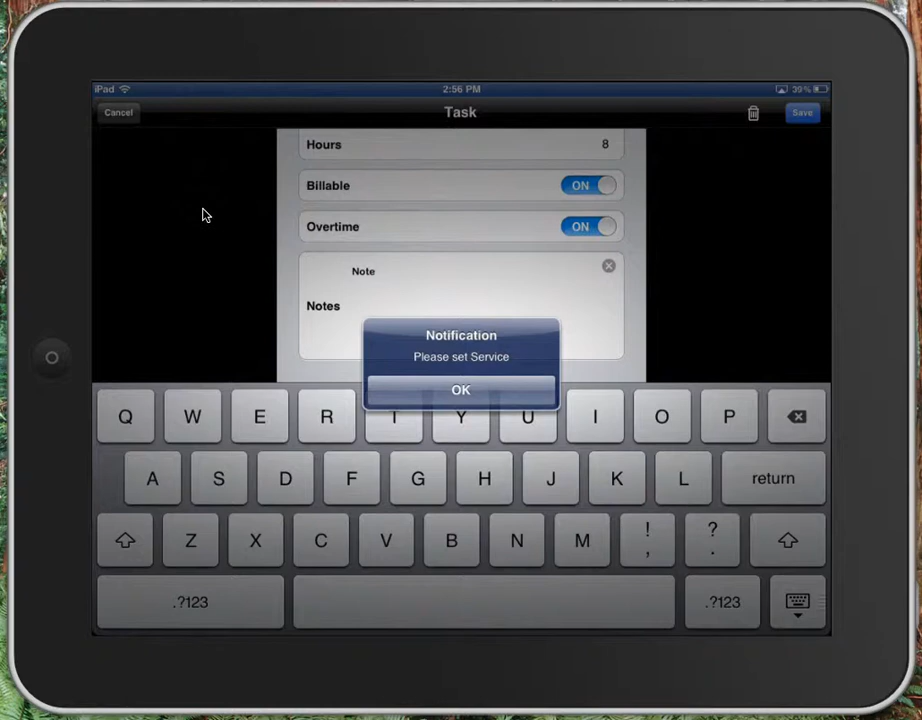 iPad 2:56 PM 39%
Cancel Task Save
Hours 8
Billable ON
Overtime ON
Note
Notes
Notification
Please set Service
OK
Q W E R T Y U I O P
A S D F G H J K L return
Z X C V B N M ! , ? .
.?123 .?123